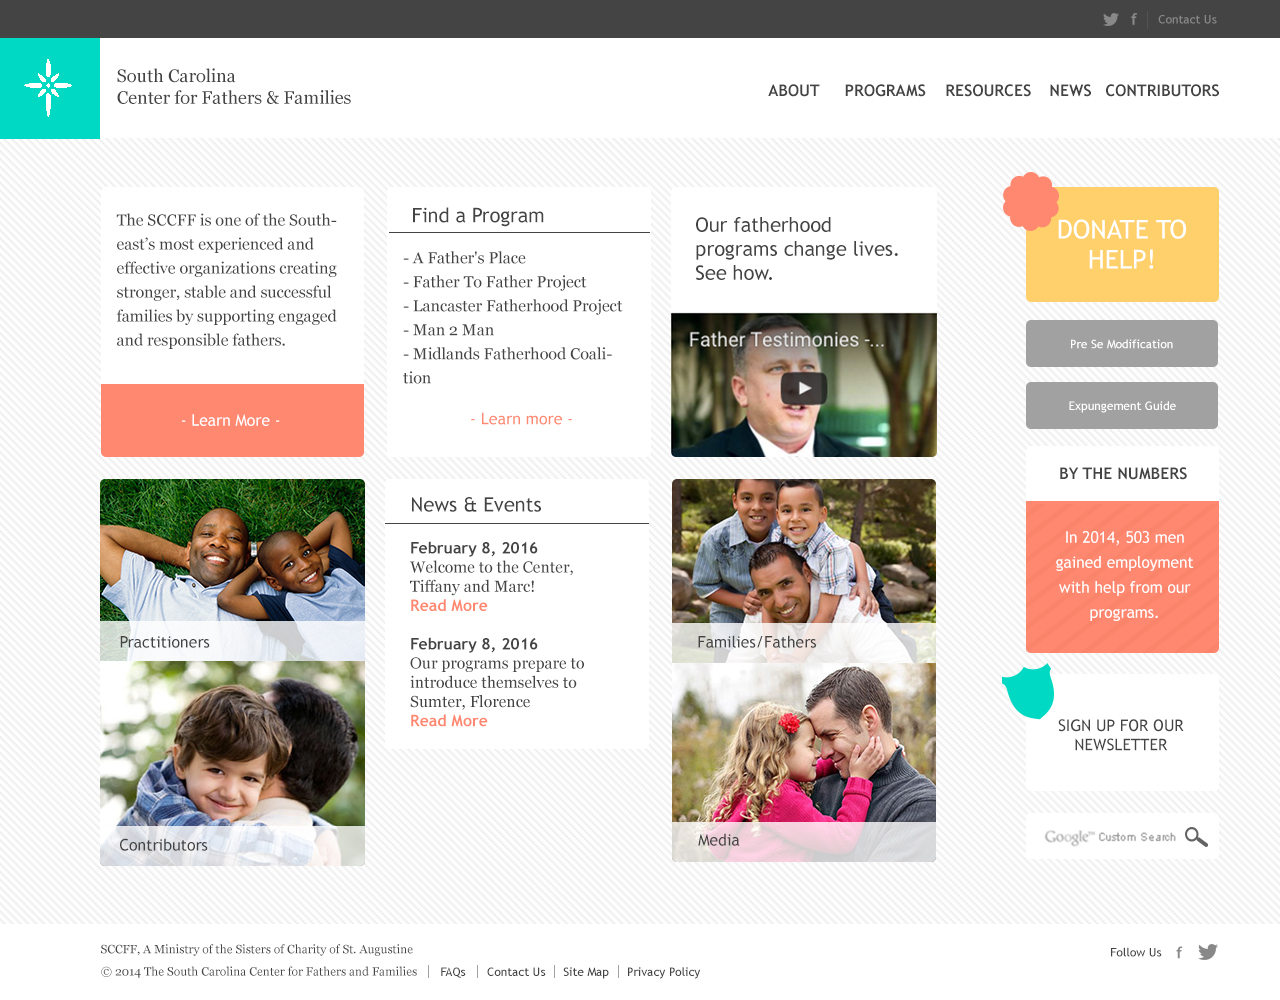 Contact Us
South Carolina
Center for Fathers & Families
ABOUT PROGRAMS RESOURCES NEWS CONTRIBUTORS
The SCCFF is one of the South-
east's most experienced and
effective organizations creating
stronger, stable and successful
families by supporting engaged
and responsible fathers.
- Learn More -
Find a Program
- A Father's Place
- Father To Father Project
- Lancaster Fatherhood Project
- Man 2 Man
- Midlands Fatherhood Coali-
tion
- Learn more -
Our fatherhood
programs change lives.
See how.
Father Testimonies -...
DONATE TO
HELP!
Pre Se Modification
Expungement Guide
BY THE NUMBERS
In 2014, 503 men
gained employment
with help from our
programs.
Practitioners
Contributors
News & Events
February 8, 2016
Welcome to the Center,
Tiffany and Marc!
Read More
February 8, 2016
Our programs prepare to
introduce themselves to
Sumter, Florence
Read More
Families/Fathers
Media
SIGN UP FOR OUR
NEWSLETTER
Google™ Custom Search
SCCFF, A Ministry of the Sisters of Charity of St. Augustine
© 2014 The South Carolina Center for Fathers and Families | FAQs | Contact Us | Site Map | Privacy Policy
Follow Us